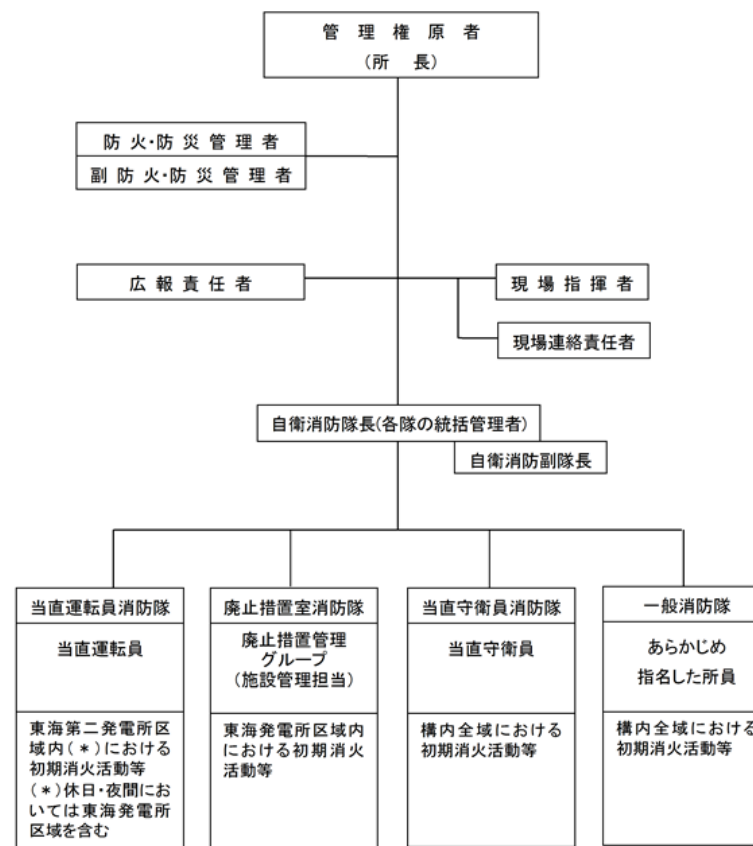 管理権原者
(所 長)
防火・防災管理者
副防火・防災管理者
広報責任者
現場指揮者
現場連絡責任者
自衛消防隊長(各隊の統括管理者)
自衛消防副隊長
当直運転員消防隊
当直運転員
東海第二発電所区
域内(*)における
初期消火活動等
(*)休日・夜間にお
いては東海発電所
区域を含む
廃止措置室消防隊
廃止措置管理
グループ
(施設管理担当)
東海発電所区域内
における初期消火
活動等
当直守衛員消防隊
当直守衛員
構内全域における
初期消火活動等
一般消防隊
あらかじめ
指名した所員
構内全域における
初期消火活動等